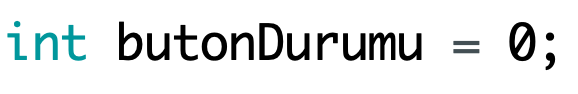 int butonDurumu = 0;